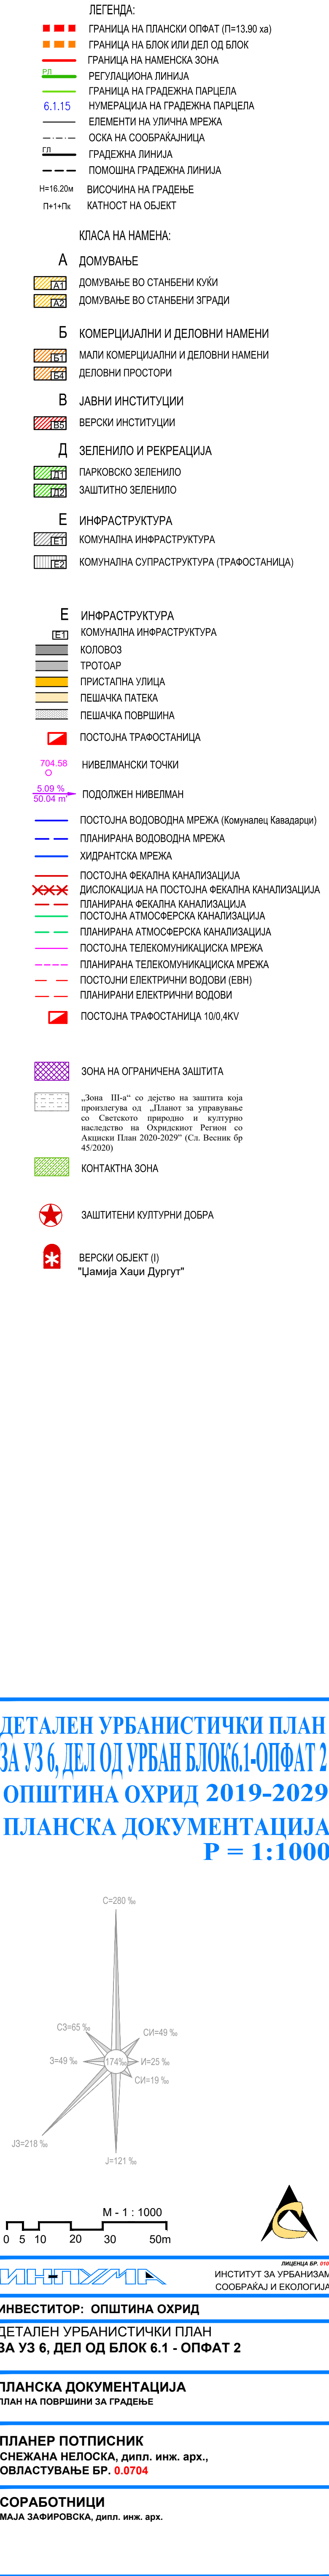 ЛЕГЕНДА:
ГРАНИЦА НА ПЛАНСКИ ОПФАТ (П=13.90 ха)
ГРАНИЦА НА БЛОК ИЛИ ДЕЛ ОД БЛОК
ГРАНИЦА НА НАМЕНСКА ЗОНА
РЛ РЕГУЛАЦИОНА ЛИНИЈА
ГРАНИЦА НА ГРАДЕЖНА ПАРЦЕЛА
6.1.15 НУМЕРАЦИЈА НА ГРАДЕЖНА ПАРЦЕЛА
ЕЛЕМЕНТИ НА УЛИЧНА МРЕЖА
ОСКА НА СООБРАЌАЈНИЦА
ГЛ ГРАДЕЖНА ЛИНИЈА
ПОМОШНА ГРАДЕЖНА ЛИНИЈА
Н=16.20м ВИСОЧИНА НА ГРАДЕЊЕ
П+1+Пк КАТНОСТ НА ОБЈЕКТ
КЛАСА НА НАМЕНА:
А ДОМУВАЊЕ
А1 ДОМУВАЊЕ ВО СТАНБЕНИ КУЌИ
А2 ДОМУВАЊЕ ВО СТАНБЕНИ ЗГРАДИ
Б КОМЕРЦИЈАЛНИ И ДЕЛОВНИ НАМЕНИ
Б1 МАЛИ КОМЕРЦИЈАЛНИ И ДЕЛОВНИ НАМЕНИ
Б4 ДЕЛОВНИ ПРОСТОРИ
В ЈАВНИ ИНСТИТУЦИИ
В5 ВЕРСКИ ИНСТИТУЦИИ
Д ЗЕЛЕНИЛО И РЕКРЕАЦИЈА
Д1 ПАРКОВСКО ЗЕЛЕНИЛО
Д2 ЗАШТИТНО ЗЕЛЕНИЛО
Е ИНФРАСТРУКТУРА
Е1 КОМУНАЛНА ИНФРАСТРУКТУРА
Е2 КОМУНАЛНА СУПРАСТРУКТУРА (ТРАФОСТАНИЦА)
Е ИНФРАСТРУКТУРА
Е1 КОМУНАЛНА ИНФРАСТРУКТУРА
КОЛОВОЗ
ТРОТОАР
ПРИСТАПНА УЛИЦА
ПЕШАЧКА ПАТЕКА
ПЕШАЧКА ПОВРШИНА
ПОСТОЈНА ТРАФОСТАНИЦА
704.58 НИВЕЛМАНСКИ ТОЧКИ
5.09 %
50.04 m' ПОДОЛЖЕН НИВЕЛМАН
ПОСТОЈНА ВОДОВОДНА МРЕЖА (Комуналец Кавадарци)
ПЛАНИРАНА ВОДОВОДНА МРЕЖА
ХИДРАНТСКА МРЕЖА
ПОСТОЈНА ФЕКАЛНА КАНАЛИЗАЦИЈА
ДИСЛОКАЦИЈА НА ПОСТОЈНА ФЕКАЛНА КАНАЛИЗАЦИЈА
ПЛАНИРАНА ФЕКАЛНА КАНАЛИЗАЦИЈА
ПОСТОЈНА АТМОСФЕРСКА КАНАЛИЗАЦИЈА
ПЛАНИРАНА АТМОСФЕРСКА КАНАЛИЗАЦИЈА
ПОСТОЈНА ТЕЛЕКОМУНИКАЦИСКА МРЕЖА
ПЛАНИРАНА ТЕЛЕКОМУНИКАЦИСКА МРЕЖА
ПОСТОЈНИ ЕЛЕКТРИЧНИ ВОДОВИ (ЕВН)
ПЛАНИРАНИ ЕЛЕКТРИЧНИ ВОДОВИ
ПОСТОЈНА ТРАФОСТАНИЦА 10/0,4KV
ЗОНА НА ОГРАНИЧЕНА ЗАШТИТА
„Зона III-а“ со дејство на заштита која
произлегува од „Планот за управување
со Светското природно и културно
наследство на Охридскиот Регион со
Акциски План 2020-2029” (Сл. Весник бр
45/2020)
КОНТАКТНА ЗОНА
ЗАШТИТЕНИ КУЛТУРНИ ДОБРА
ВЕРСКИ ОБЈЕКТ (I)
"Џамија Хаџи Дургут"
ДЕТАЛЕН УРБАНИСТИЧКИ ПЛАН
ЗА УЗ 6, ДЕЛ ОД УРБАН БЛОК6.1-ОПФАТ 2
ОПШТИНА ОХРИД 2019-2029
ПЛАНСКА ДОКУМЕНТАЦИЈА
Р = 1:1000
С=280 ‰
СЗ=65 ‰
СИ=49 ‰
З=49 ‰ 174‰ И=25 ‰
СИ=19 ‰
ЈЗ=218 ‰
Ј=121 ‰
М - 1 : 1000
0 5 10 20 30 50m
ЛИЦЕНЦА БР. 010
ИНПУМА
ИНСТИТУТ ЗА УРБАНИЗАМ
СООБРАЌАЈ И ЕКОЛОГИЈА
ИНВЕСТИТОР: ОПШТИНА ОХРИД
ДЕТАЛЕН УРБАНИСТИЧКИ ПЛАН
ЗА УЗ 6, ДЕЛ ОД БЛОК 6.1 - ОПФАТ 2
ПЛАНСКА ДОКУМЕНТАЦИЈА
ПЛАН НА ПОВРШИНИ ЗА ГРАДЕЊЕ
ПЛАНЕР ПОТПИСНИК
СНЕЖАНА НЕЛОСКА, дипл. инж. арх.,
ОВЛАСТУВАЊЕ БР. 0.0704
СОРАБОТНИЦИ
МАЈА ЗАФИРОВСКА, дипл. инж. арх.